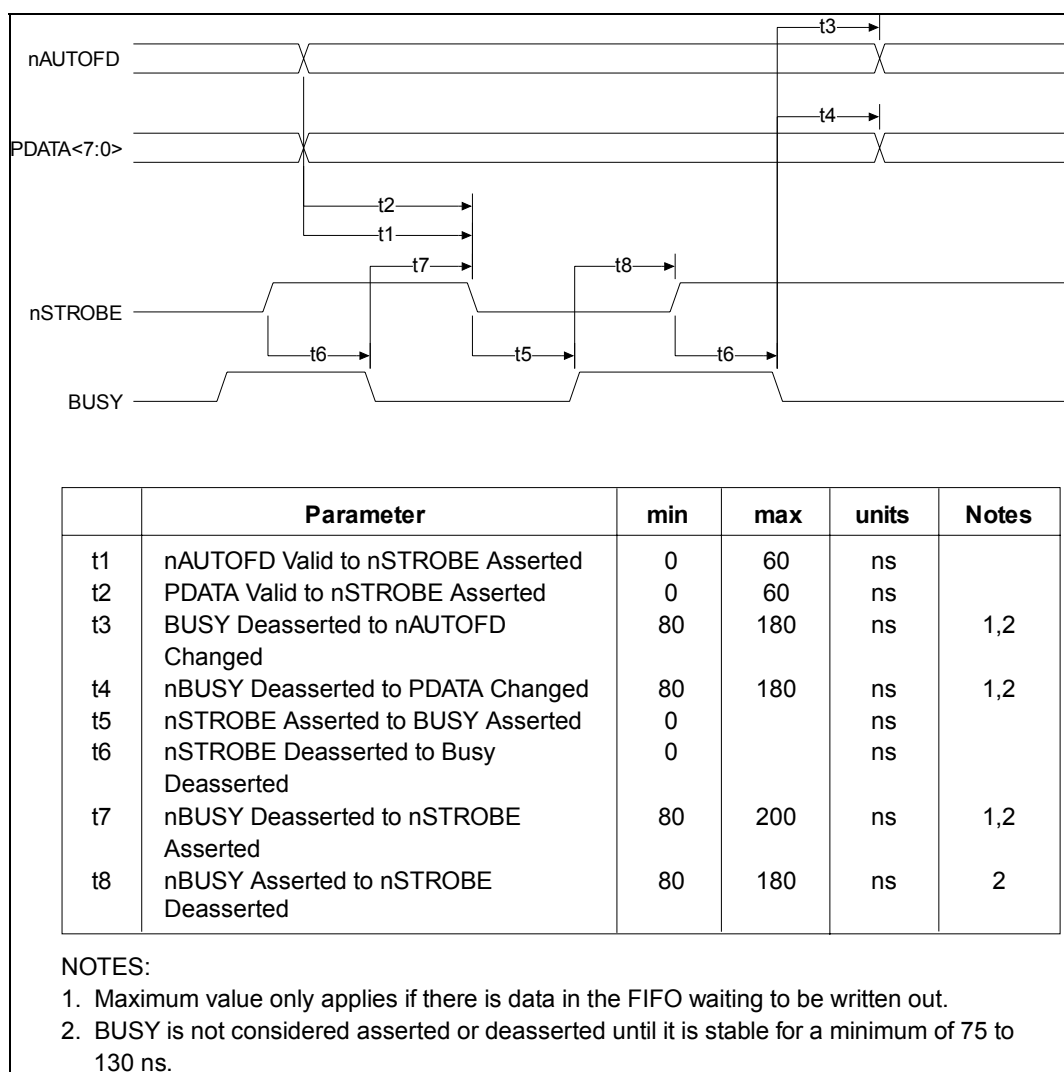 t3
nAUTOFD
t4
PDATA<7:0>
t2
t1
t7
t8
nSTROBE
t6
t5
t6
BUSY
Parameter min max units Notes
t1 nAUTOFD Valid to nSTROBE Asserted 0 60 ns
t2 PDATA Valid to nSTROBE Asserted 0 60 ns
t3 BUSY Deasserted to nAUTOFD 80 180 ns 1,2
Changed
t4 nBUSY Deasserted to PDATA Changed 80 180 ns 1,2
t5 nSTROBE Asserted to BUSY Asserted 0 ns
t6 nSTROBE Deasserted to Busy 0 ns
Deasserted
t7 nBUSY Deasserted to nSTROBE 80 200 ns 1,2
Asserted
t8 nBUSY Asserted to nSTROBE 80 180 ns 2
Deasserted
NOTES:
1. Maximum value only applies if there is data in the FIFO waiting to be written out.
2. BUSY is not considered asserted or deasserted until it is stable for a minimum of 75 to
130 ns.